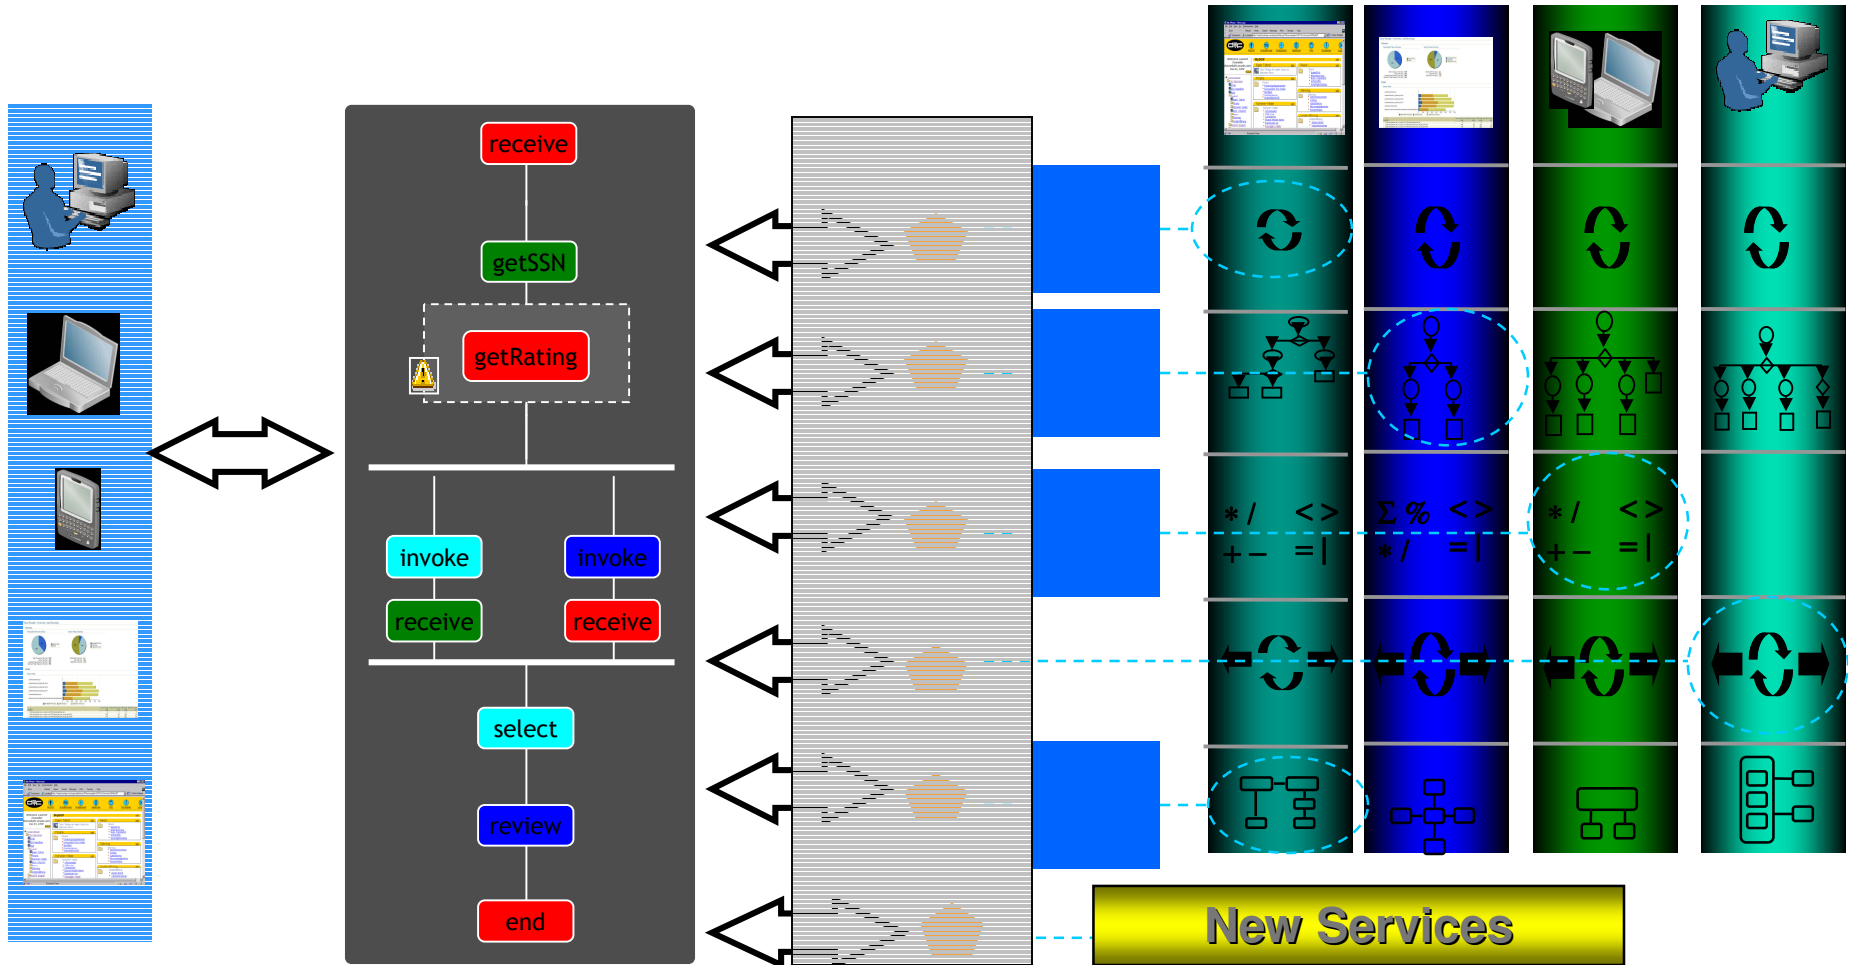 receive
getSSN
getRating
invoke
invoke
receive
receive
select
review
end
* / < >
+ − = |
Σ % < >
* / = |
* / < >
+ − = |
New Services